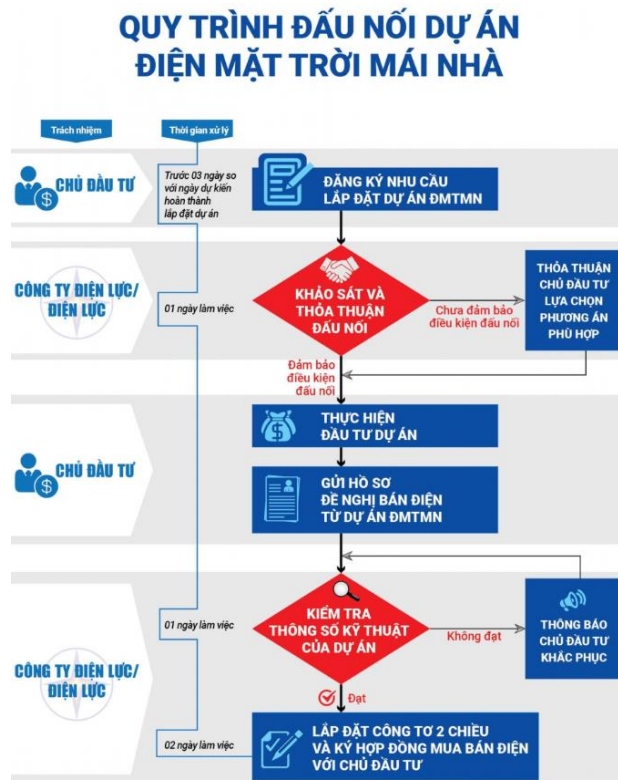 QUY TRÌNH ĐẤU NỐI DỰ ÁN
ĐIỆN MẶT TRỜI MÁI NHÀ
Trách nhiệm
Thời gian xử lý
CHỦ ĐẦU TƯ
Trước 03 ngày so
với ngày dự kiến
hoàn thành
lắp đặt dự án
ĐĂNG KÝ NHU CẦU
LẮP ĐẶT DỰ ÁN ĐMTMN
CÔNG TY ĐIỆN LỰC/
ĐIỆN LỰC
01 ngày làm việc
KHẢO SÁT VÀ
THỎA THUẬN
ĐẤU NỐI
Chưa đảm bảo
điều kiện đấu nối
THỎA THUẬN
CHỦ ĐẦU TƯ
LỰA CHỌN
PHƯƠNG ÁN
PHÙ HỢP
Đảm bảo
điều kiện
đấu nối
CHỦ ĐẦU TƯ
THỰC HIỆN
ĐẦU TƯ DỰ ÁN
GỬI HỒ SƠ
ĐỀ NGHỊ BÁN ĐIỆN
TỪ DỰ ÁN ĐMTMN
CÔNG TY ĐIỆN LỰC/
ĐIỆN LỰC
01 ngày làm việc
KIỂM TRA
THÔNG SỐ KỸ THUẬT
CỦA DỰ ÁN
Không đạt
THÔNG BÁO
CHỦ ĐẦU TƯ
KHẮC PHỤC
Đạt
02 ngày làm việc
LẮP ĐẶT CÔNG TƠ 2 CHIỀU
VÀ KÝ HỢP ĐỒNG MUA BÁN ĐIỆN
VỚI CHỦ ĐẦU TƯ